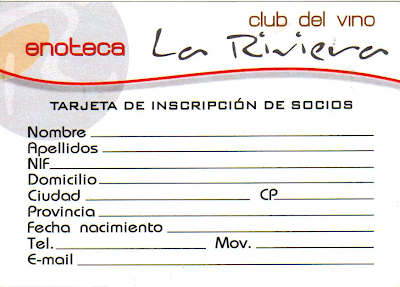 club del vino
enoteca La Riviera
TARJETA DE INSCRIPCIÓN DE SOCIOS
Nombre
Apellidos
NIF
Domicilio
Ciudad CP
Provincia
Fecha nacimiento
Tel. Mov.
E-mail